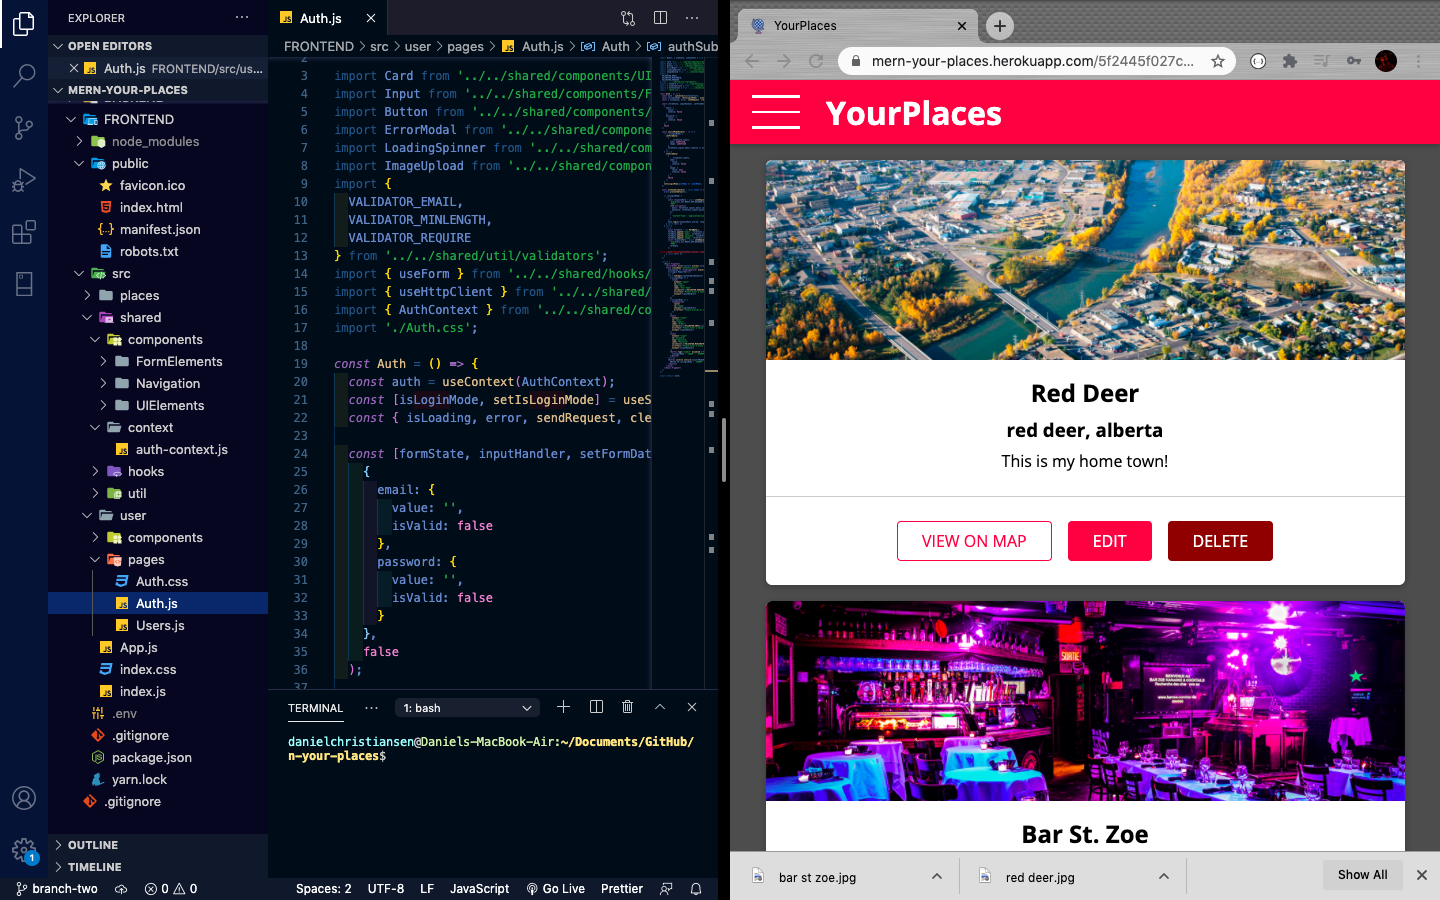 EXPLORER
OPEN EDITORS
Auth.js FRONTEND/src/us...
MERN-YOUR-PLACES
FRONTEND
node_modules
public
favicon.ico
index.html
manifest.json
robots.txt
src
places
shared
components
FormElements
Navigation
UIElements
context
auth-context.js
hooks
util
user
components
pages
Auth.css
Auth.js
Users.js
App.js
index.css
index.js
.env
.gitignore
package.json
yarn.lock
.gitignore
OUTLINE
TIMELINE
1
branch-two
0 0
Auth.js
FRONTEND > src > user > pages > Auth.js > Auth > authSub
2
3 import Card from '../../shared/components/UI
4 import Input from '../../shared/components/F
5 import Button from '../../shared/components/
6 import ErrorModal from '../../shared/compone
7 import LoadingSpinner from '../../shared/com
8 import ImageUpload from '../../shared/compon
9 import {
10 VALIDATOR_EMAIL,
11 VALIDATOR_MINLENGTH,
12 VALIDATOR_REQUIRE
13 } from '../../shared/util/validators';
14 import { useForm } from '../../shared/hooks/
15 import { useHttpClient } from '../../shared/
16 import { AuthContext } from '../../shared/co
17 import './Auth.css';
18
19 const Auth = () => {
20 const auth = useContext(AuthContext);
21 const [isLoginMode, setIsLoginMode] = useS
22 const { isLoading, error, sendRequest, cle
23
24 const [formState, inputHandler, setFormDat
25 {
26 email: {
27 value: '',
28 isValid: false
29 },
30 password: {
31 value: '',
32 isValid: false
33 }
34 },
35 false
36 );
37
TERMINAL
1: bash
danielchristiansen@Daniels-MacBook-Air:~/Documents/GitHub/
n-your-places$
Spaces: 2 UTF-8 LF JavaScript Go Live Prettier
YourPlaces
mern-your-places.herokuapp.com/5f2445f027c...
YourPlaces
Red Deer
red deer, alberta
This is my home town!
VIEW ON MAP
EDIT
DELETE
SORTIE
Bar St. Zoe
bar st zoe.jpg
red deer.jpg
Show All